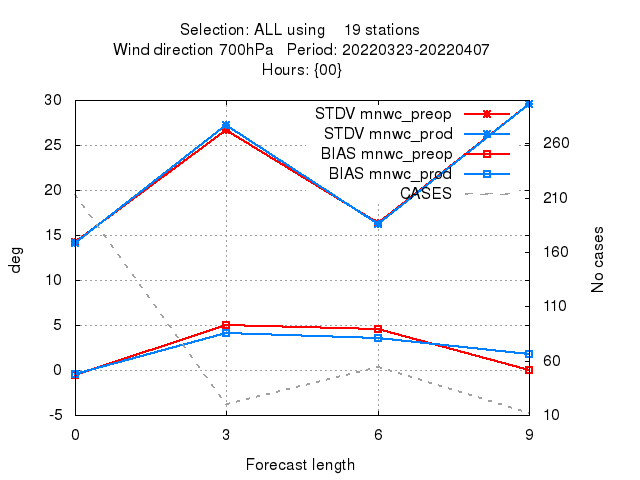 Selection: ALL using    19 stations
Wind direction 700hPa   Period: 20220323-20220407
Hours: {00}
STDV mnwc_preop
STDV mnwc_prod
BIAS mnwc_preop
BIAS mnwc_prod
CASES
30
25
20
15
10
5
0
-5
deg
260
210
160
110
60
10
No cases
0 3 6 9
Forecast length